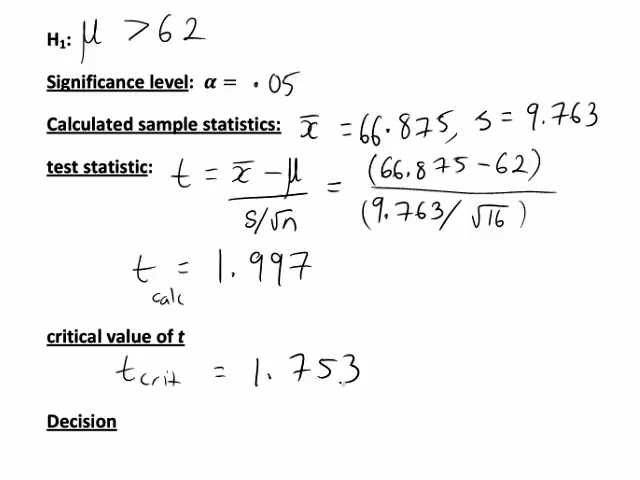 H₁: μ > 62
Significance level: α = .05
Calculated sample statistics: x̄ = 66.875, s = 9.763
test statistic: t = x̄ - μ / s/√n = (66.875 - 62) / (9.763/√16)
t calc = 1.997
critical value of t
t crit = 1.753
Decision